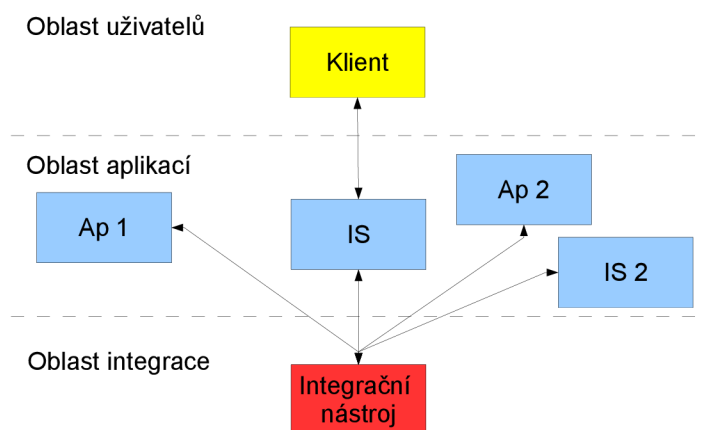 Oblast uživatelů
Klient
Oblast aplikací
Ap 1
IS
Ap 2
IS 2
Oblast integrace
Integrační
nástroj